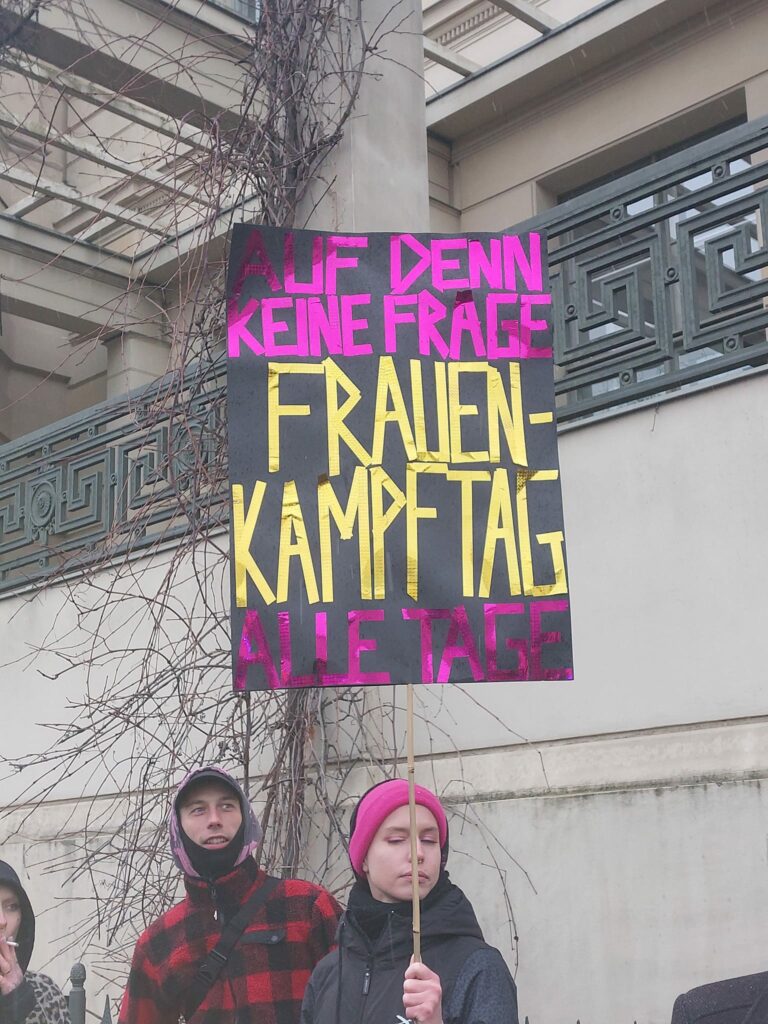 AUF DENN
KEINE FRAGE
FRAUEN-
KAMPFTAG
ALLE TAGE